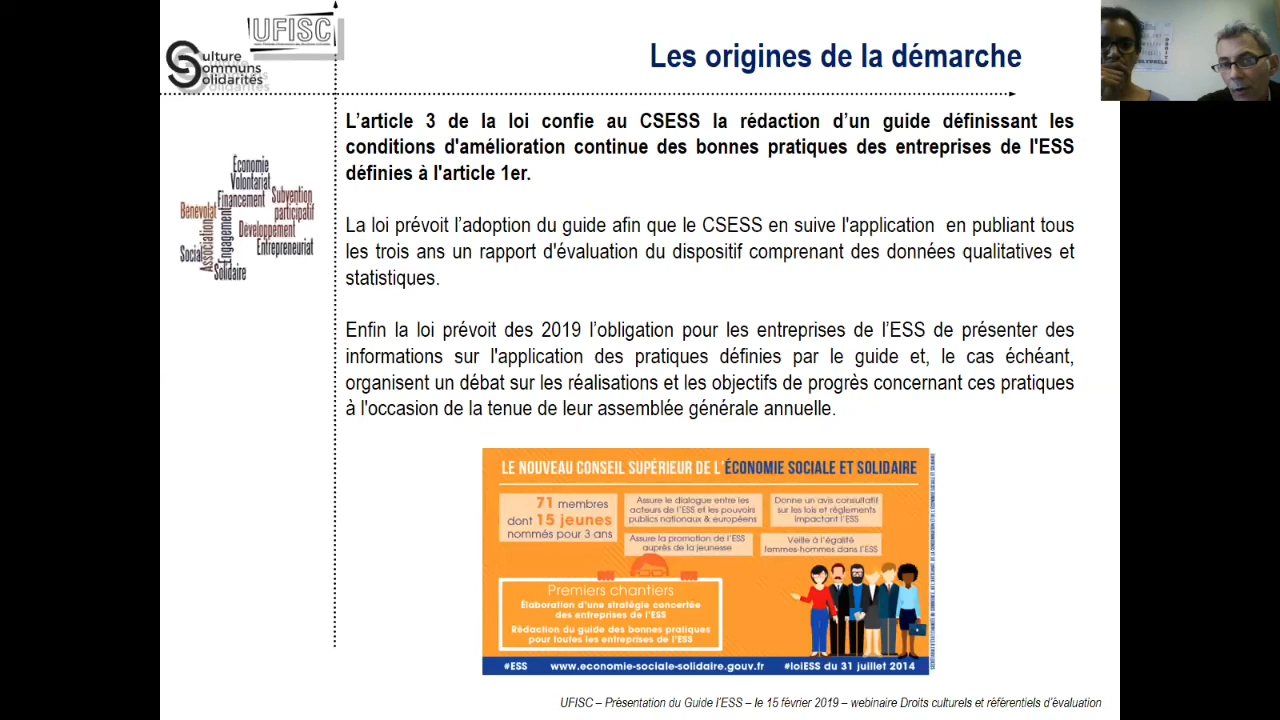 UFISC
Culture
Communs
Solidarités
Les origines de la démarche
L'article 3 de la loi confie au CSESS la rédaction d'un guide définissant les
conditions d'amélioration continue des bonnes pratiques des entreprises de l'ESS
définies à l'article 1er.
Economie
Volontariat
Financement
Subvention
participatif
Bénévolat
Association
Engagement
Développement
Entrepreneuriat
Social
Solidaire
La loi prévoit l'adoption du guide afin que le CSESS en suive l'application en publiant tous
les trois ans un rapport d'évaluation du dispositif comprenant des données qualitatives et
statistiques.
Enfin la loi prévoit des 2019 l'obligation pour les entreprises de l'ESS de présenter des
informations sur l'application des pratiques définies par le guide et, le cas échéant,
organisent un débat sur les réalisations et les objectifs de progrès concernant ces pratiques
à l'occasion de la tenue de leur assemblée générale annuelle.
LE NOUVEAU CONSEIL SUPÉRIEUR DE L'ÉCONOMIE SOCIALE ET SOLIDAIRE
71 membres
dont 15 jeunes
nommés pour 3 ans
Assure le dialogue entre les
acteurs de l'ESS et les pouvoirs
publics nationaux & européens
Donne un avis consultatif
sur les lois et règlements
impactant l'ESS
Assure la promotion de l'ESS
auprès de la jeunesse
Veille à l'égalité
femmes-hommes dans l'ESS
Premiers chantiers
Élaboration d'une stratégie concertée
des entreprises de l'ESS
Rédaction du guide des bonnes pratiques
pour toutes les entreprises de l'ESS
#ESS www.economie-sociale-solidaire.gouv.fr #loiESS du 31 juillet 2014
UFISC – Présentation du Guide l'ESS – le 15 février 2019 – webinaire Droits culturels et référentiels d'évaluation